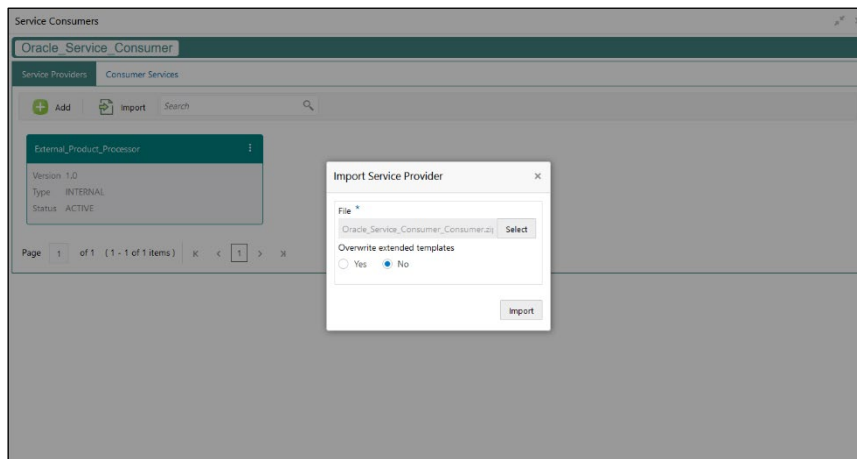 Service Consumers
Oracle_Service_Consumer
Service Providers Consumer Services
Add Import Search
External_Product_Processor
Version 1.0
Type INTERNAL
Status ACTIVE
Page 1 of 1 (1 - 1 of 1 items) K < 1 > X
Import Service Provider ×
File *
Oracle_Service_Consumer_Consumer.zip Select
Overwrite extended templates
Yes No
Import